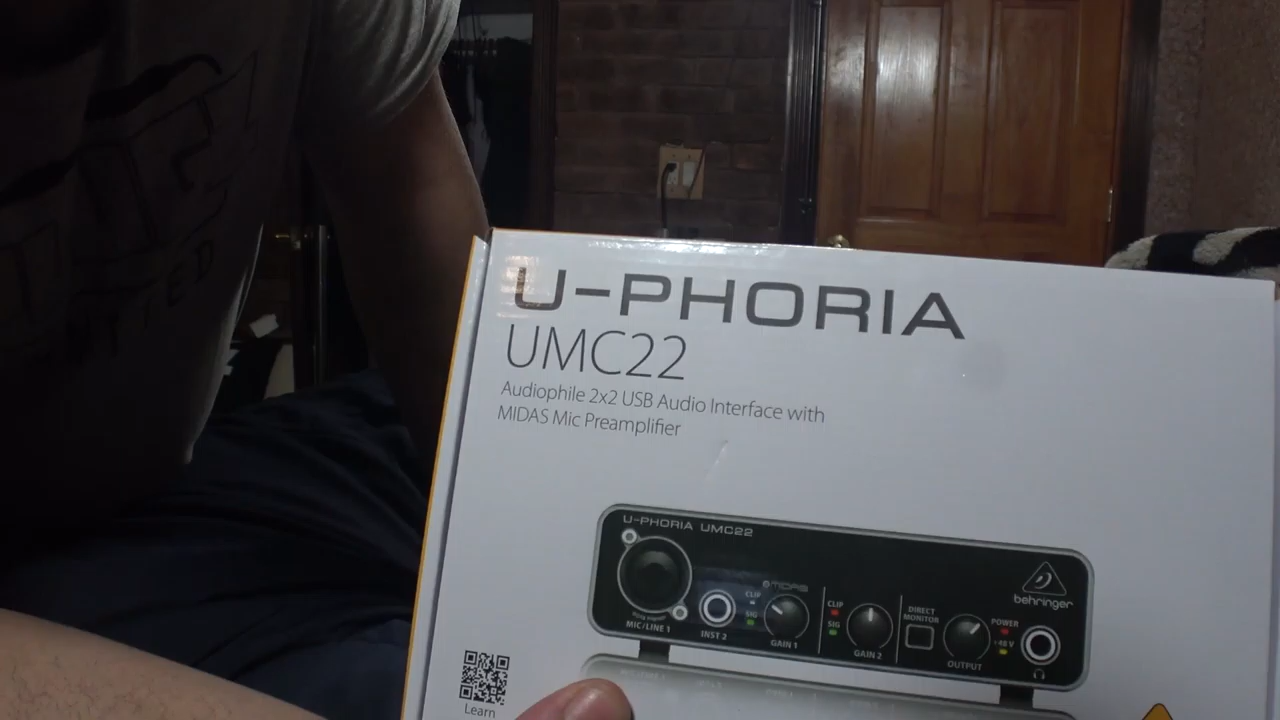 U-PHORIA
UMC22
Audiophile 2x2 USB Audio Interface with
MIDAS Mic Preamplifier
U-PHORIA UMC22
MIDAS
CLIP
SIG
MIC/LINE 1
INST 2
GAIN 1
CLIP
SIG
GAIN 2
DIRECT
MONITOR
OUTPUT
POWER
+48 V
behringer
Learn